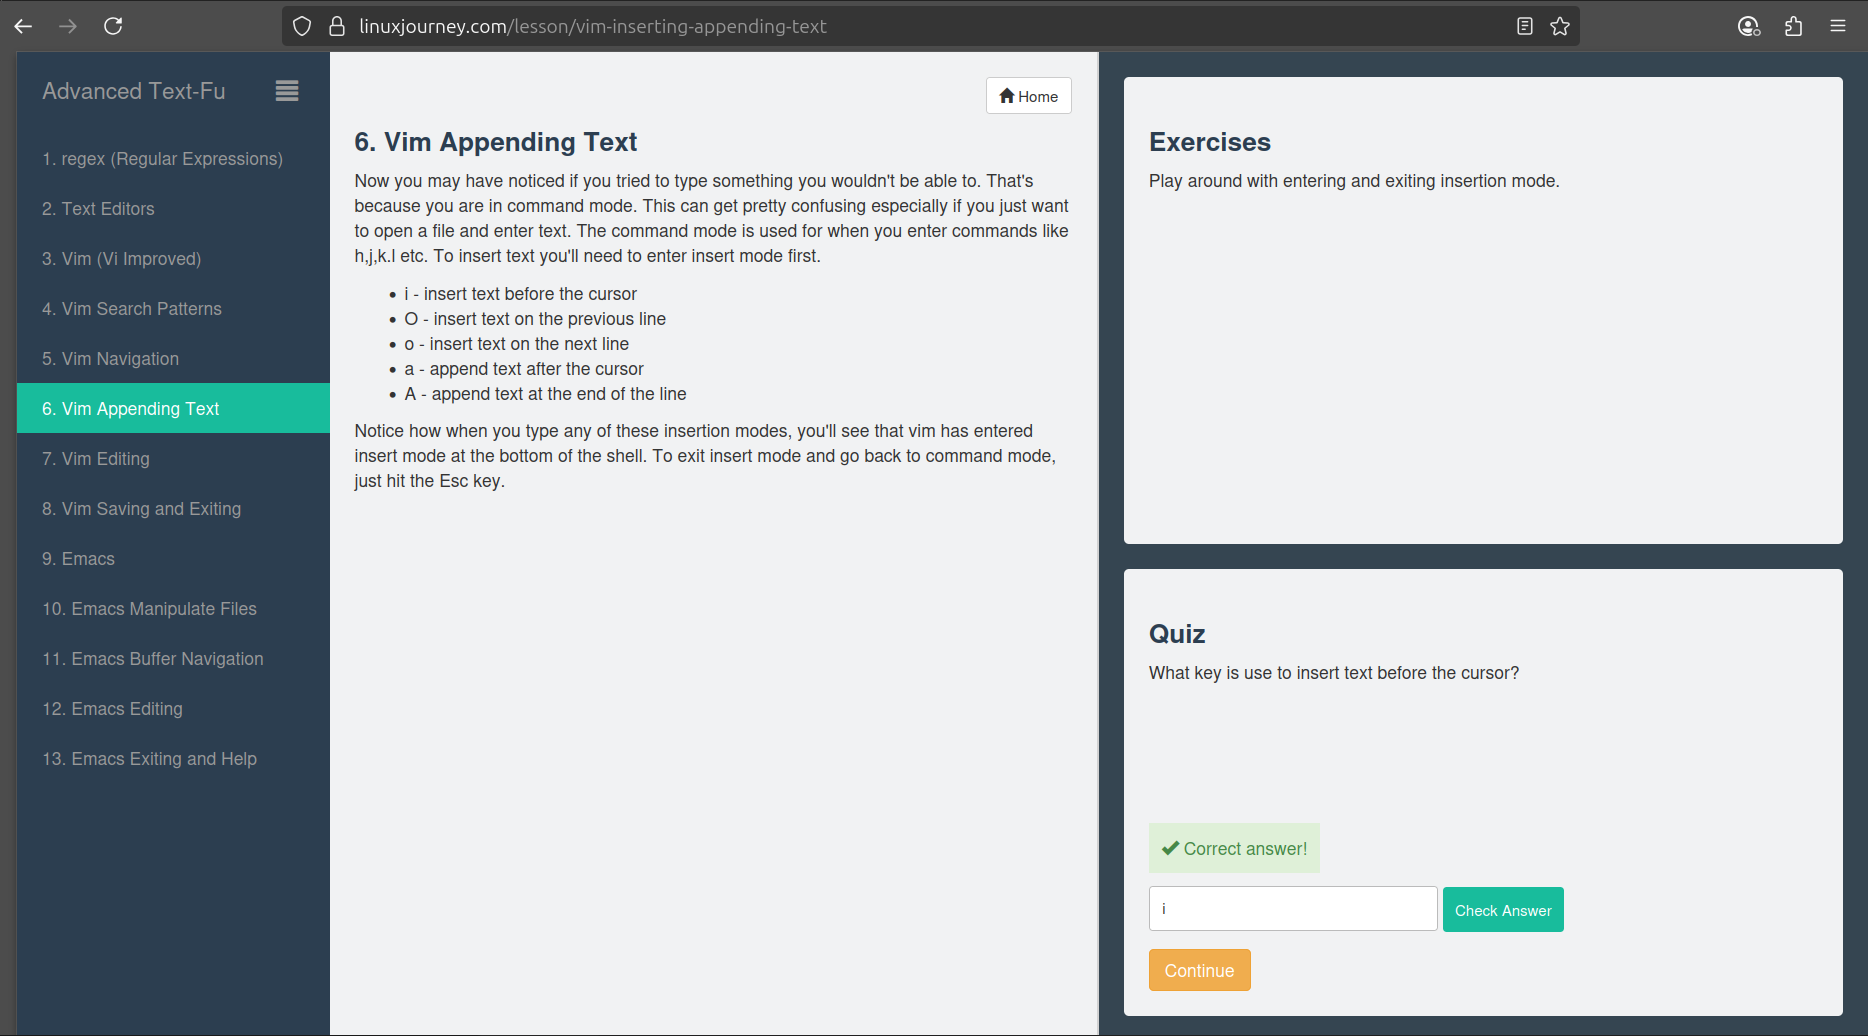 linuxjourney.com/lesson/vim-inserting-appending-text
Advanced Text-Fu
1. regex (Regular Expressions)
2. Text Editors
3. Vim (Vi Improved)
4. Vim Search Patterns
5. Vim Navigation
6. Vim Appending Text
7. Vim Editing
8. Vim Saving and Exiting
9. Emacs
10. Emacs Manipulate Files
11. Emacs Buffer Navigation
12. Emacs Editing
13. Emacs Exiting and Help
Home
6. Vim Appending Text
Now you may have noticed if you tried to type something you wouldn't be able to. That's
because you are in command mode. This can get pretty confusing especially if you just want
to open a file and enter text. The command mode is used for when you enter commands like
h,j,k.l etc. To insert text you'll need to enter insert mode first.
• i - insert text before the cursor
• O - insert text on the previous line
• o - insert text on the next line
• a - append text after the cursor
• A - append text at the end of the line
Notice how when you type any of these insertion modes, you'll see that vim has entered
insert mode at the bottom of the shell. To exit insert mode and go back to command mode,
just hit the Esc key.
Exercises
Play around with entering and exiting insertion mode.
Quiz
What key is use to insert text before the cursor?
Correct answer!
i
Check Answer
Continue